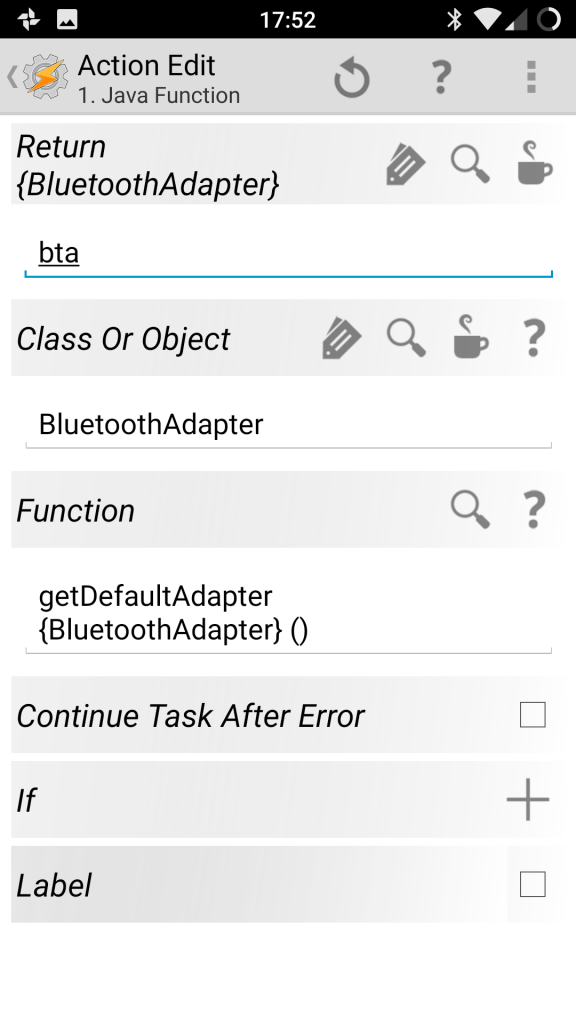 17:52
Action Edit
1. Java Function
?
Return
{BluetoothAdapter}
bta
Class Or Object
?
BluetoothAdapter
Function
?
getDefaultAdapter
{BluetoothAdapter} ()
Continue Task After Error
If
Label